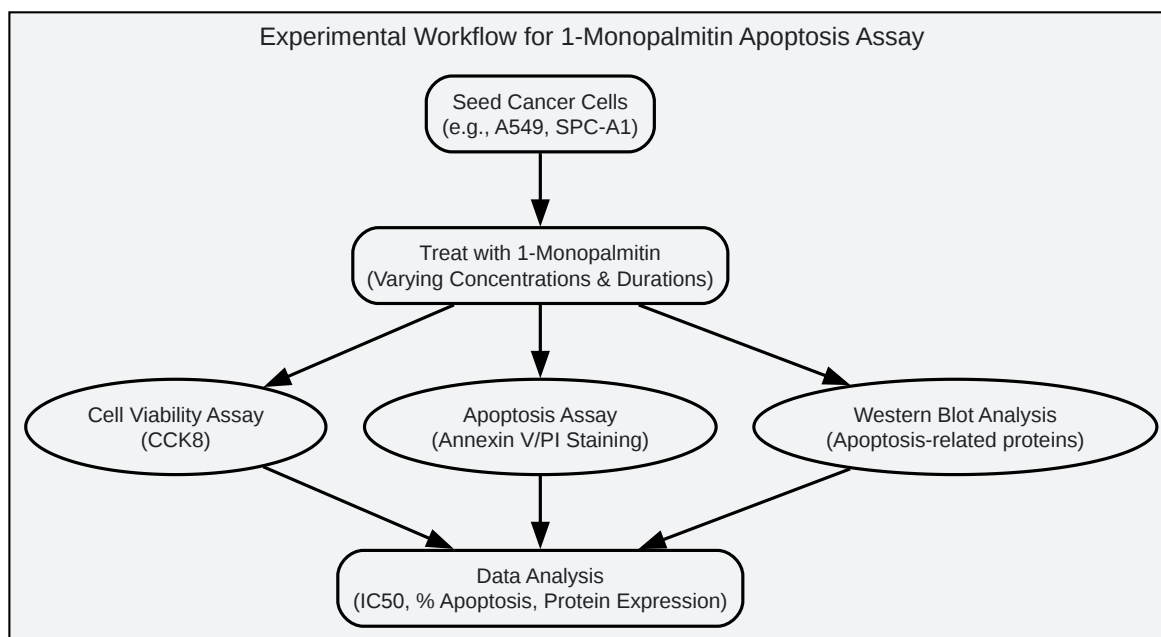 Experimental Workflow for 1-Monopalmitin Apoptosis Assay
Seed Cancer Cells
(e.g., A549, SPC-A1)
Treat with 1-Monopalmitin
(Varying Concentrations & Durations)
Cell Viability Assay
(CCK8)
Apoptosis Assay
(Annexin V/PI Staining)
Western Blot Analysis
(Apoptosis-related proteins)
Data Analysis
(IC50, % Apoptosis, Protein Expression)